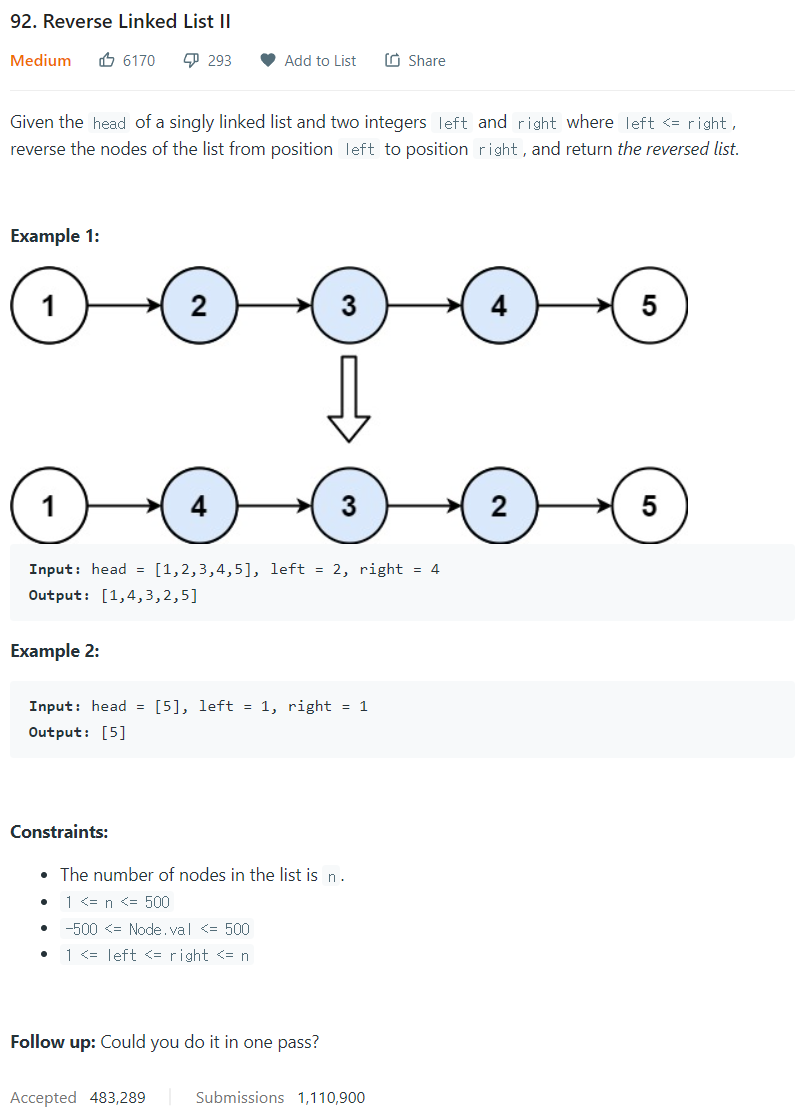 92. Reverse Linked List II
Medium 6170 293 Add to List Share
Given the head of a singly linked list and two integers left and right where left <= right,
reverse the nodes of the list from position left to position right, and return the reversed list.
Example 1:
1 2 3 4 5
1 4 3 2 5
Input: head = [1,2,3,4,5], left = 2, right = 4
Output: [1,4,3,2,5]
Example 2:
Input: head = [5], left = 1, right = 1
Output: [5]
Constraints:
• The number of nodes in the list is n.
• 1 <= n <= 500
• -500 <= Node.val <= 500
• 1 <= left <= right <= n
Follow up: Could you do it in one pass?
Accepted 483,289 Submissions 1,110,900